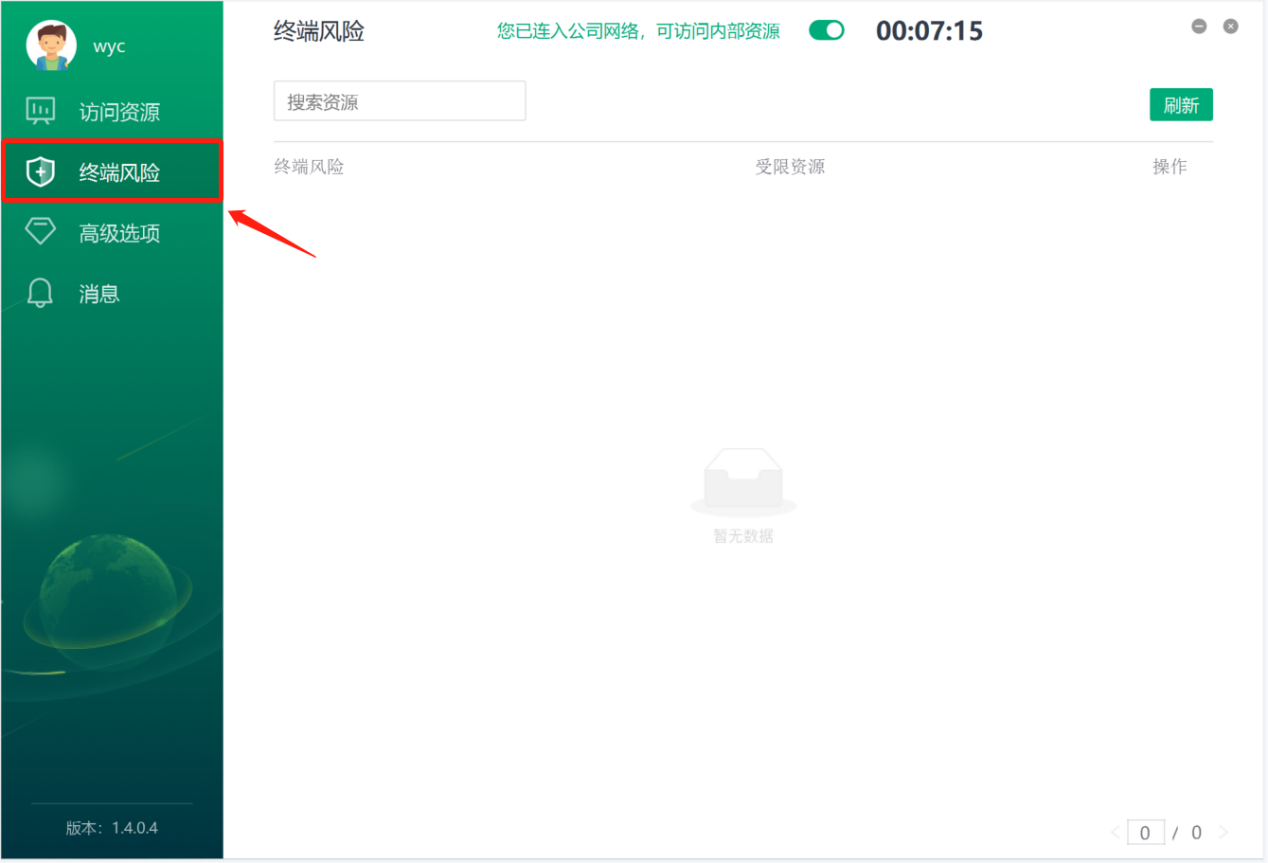 wyc
访问资源
终端风险
高级选项
消息
版本：1.4.0.4
终端风险
您已连入公司网络，可访问内部资源
00:07:15
搜索资源
刷新
终端风险 受限资源 操作
暂无数据
< 0 / 0 >